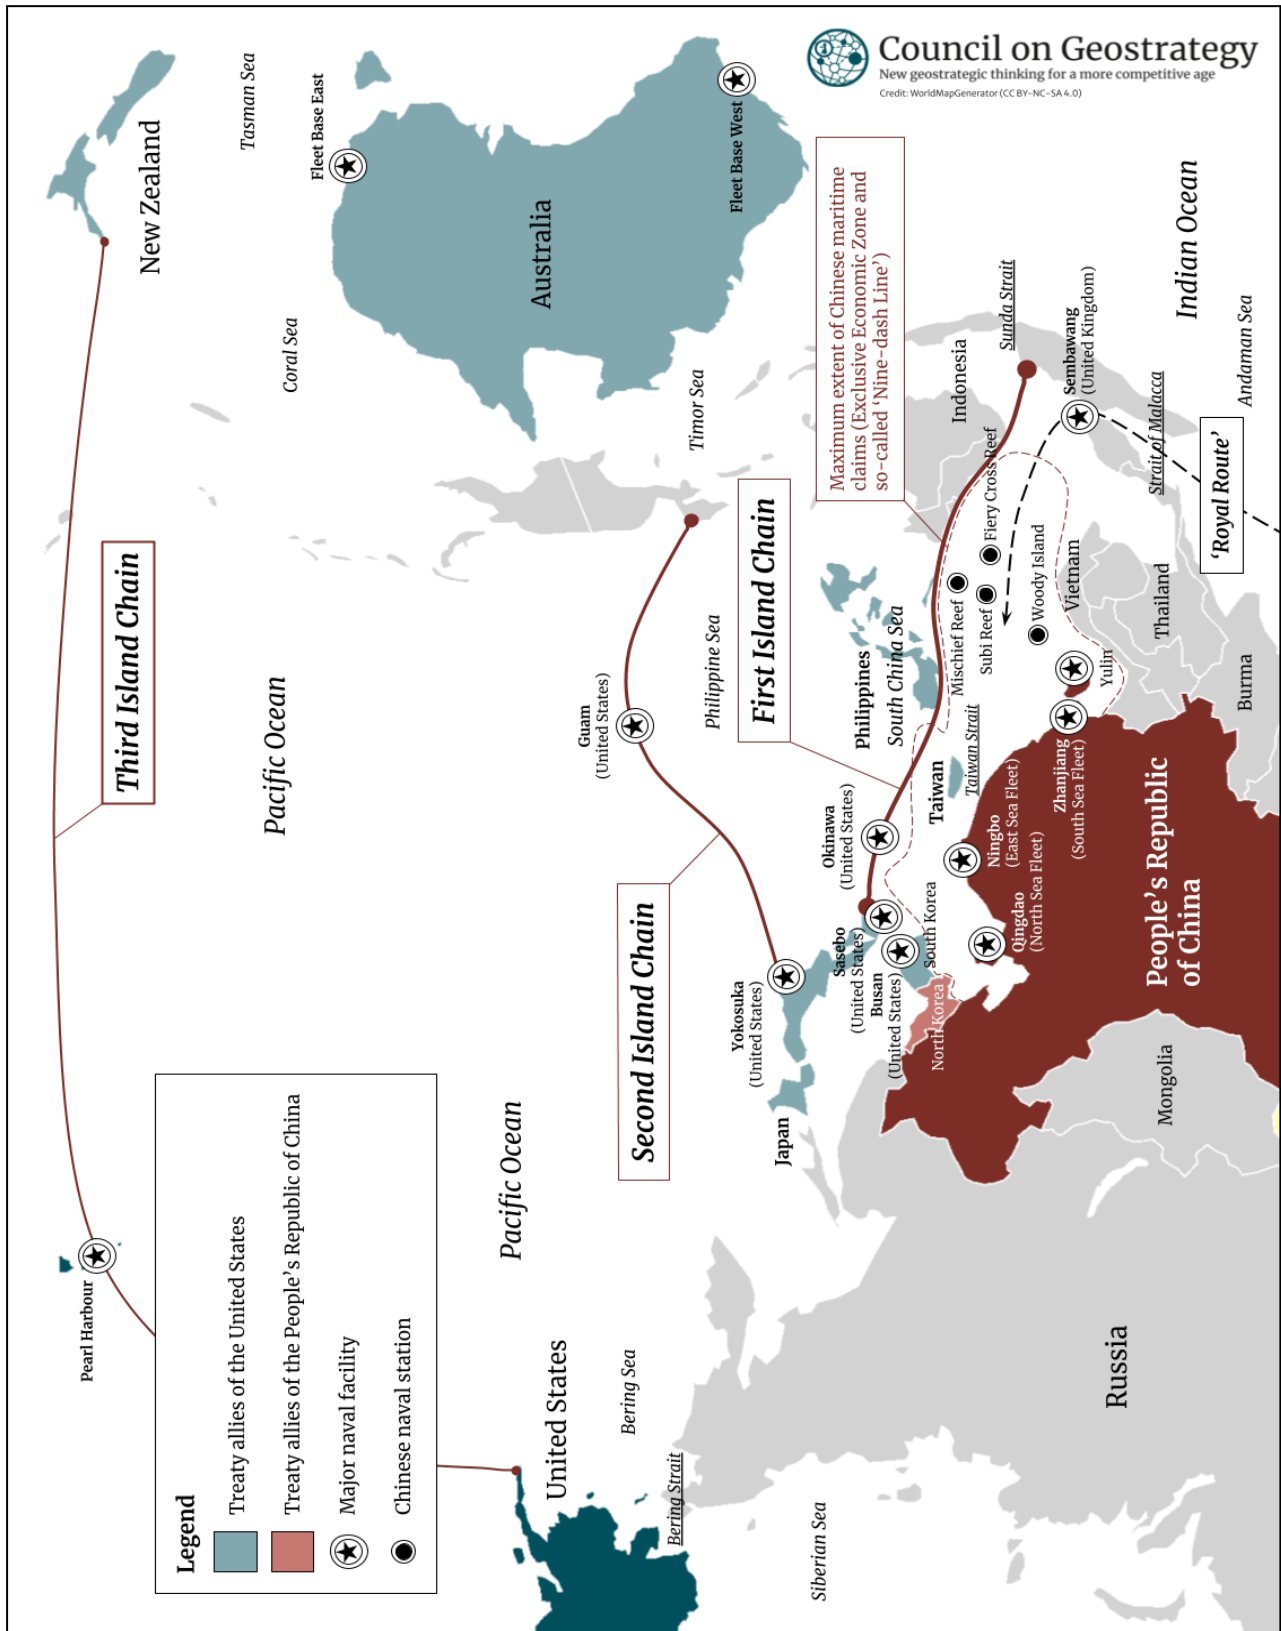 Council on Geostrategy
New geostrategic thinking for a more competitive age
Credit: WorldMapGenerator (CC BY-NC-SA 4.0)
Legend
Treaty allies of the United States
Treaty allies of the People's Republic of China
Major naval facility
Chinese naval station
Third Island Chain
Second Island Chain
First Island Chain
Maximum extent of Chinese maritime
claims (Exclusive Economic Zone and
so-called 'Nine-dash Line')
'Royal Route'
Pearl Harbour
New Zealand
Tasman Sea
Fleet Base East
Coral Sea
Pacific Ocean
Pacific Ocean
United States
Bering Sea
Bering Strait
Siberian Sea
Russia
Australia
Fleet Base West
Timor Sea
Philippine Sea
Guam
(United States)
Yokosuka
(United States)
Japan
Sasebo
(United States)
Busan
(United States)
Okinawa
(United States)
South Korea
North Korea
Philippines
South China Sea
Taiwan
Taiwan Strait
Mischief Reef
Subi Reef
Fiery Cross Reef
Woody Island
Indonesia
Sunda Strait
Sembawang
(United Kingdom)
Strait of Malacca
Indian Ocean
Andaman Sea
Vietnam
Thailand
Burma
Yulin
Zhanjiang
(South Sea Fleet)
Ningbo
(East Sea Fleet)
Qingdao
(North Sea Fleet)
People's Republic
of China
Mongolia